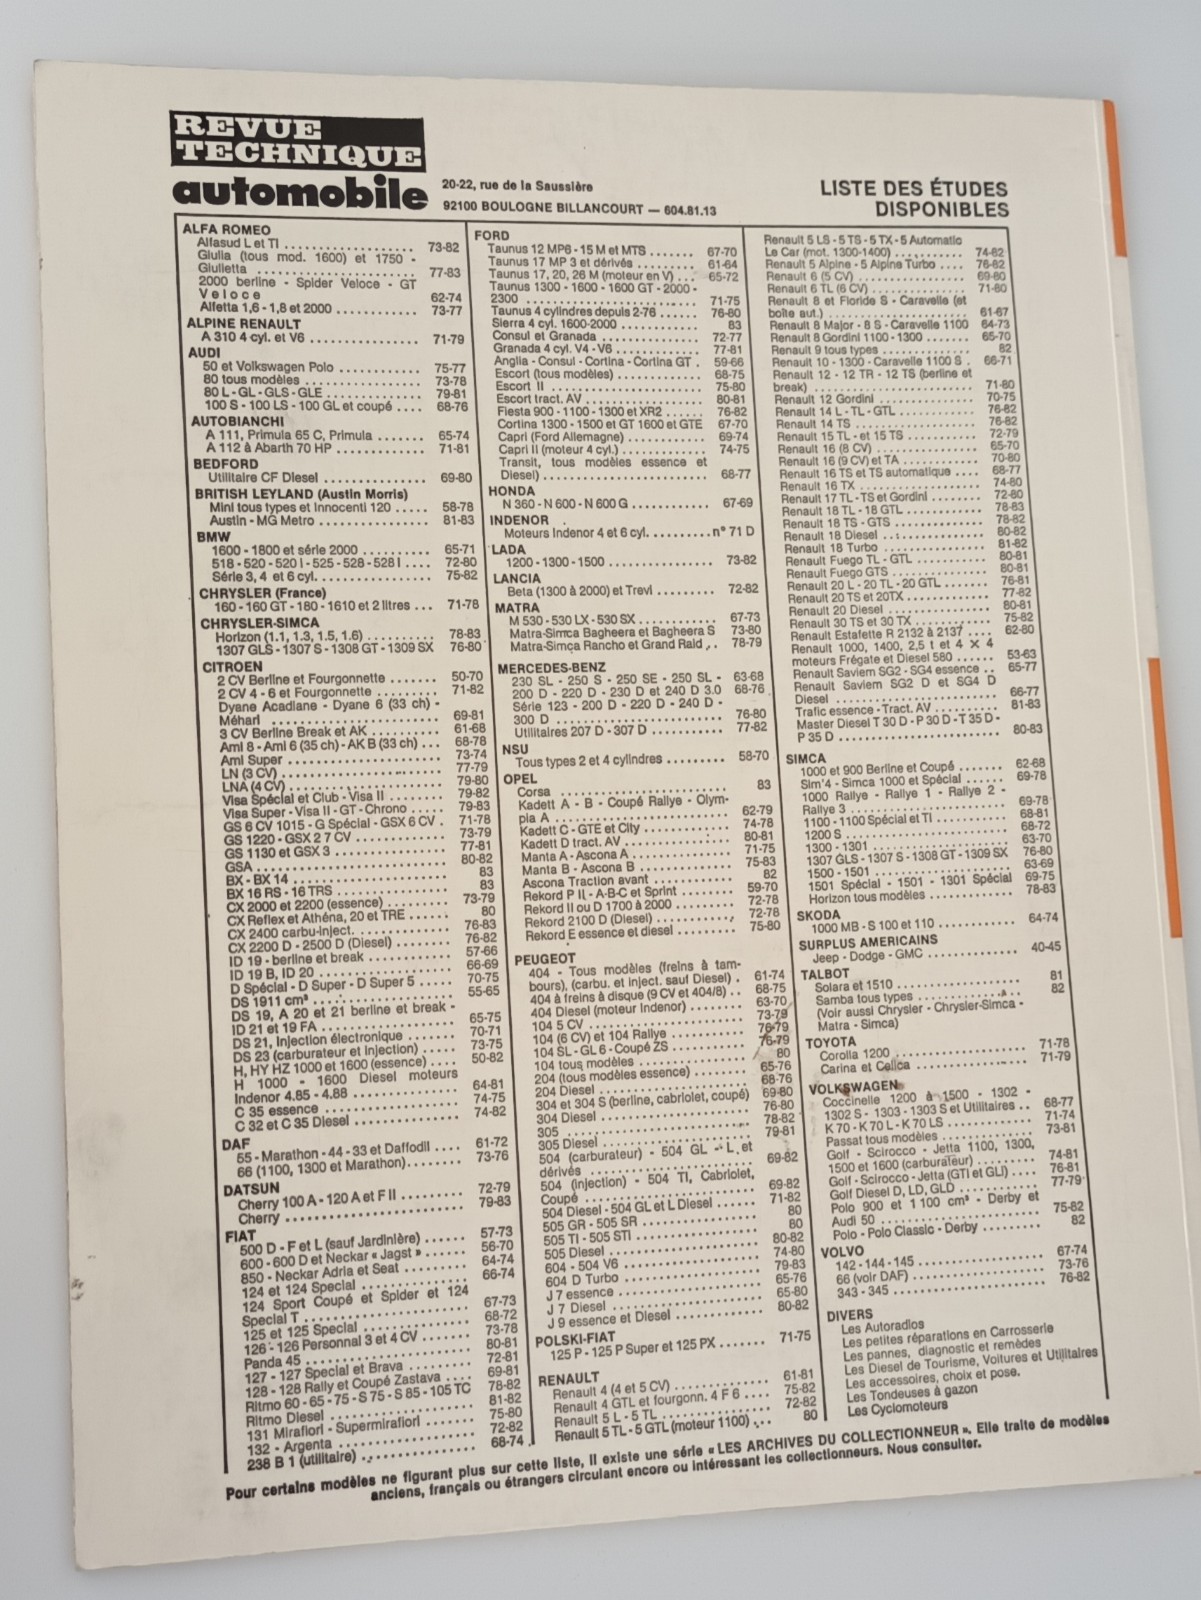 REVUE
TECHNIQUE
automobile
20-22, rue de la Saussière
92100 BOULOGNE BILLANCOURT — 604.81.13
LISTE DES ÉTUDES
DISPONIBLES
ALFA ROMEO
Alfasud L et TI ................ 73-82
Giulia (tous mod. 1600) et 1750 -
Giulietta ................ 77-83
2000 berline - Spider Veloce - GT
Veloce 62-74
Alfetta 1,6 - 1,8 et 2000 ........ 73-77
ALPINE RENAULT
A 310 4 cyl. et V6 ............. 71-79
AUDI
50 et Volkswagen Polo ........ 75-77
80 tous modèles .............. 73-78
80 L - GL - GLS - GLE ........ 79-81
100 S - 100 LS - 100 GL et coupé .... 68-76
AUTOBIANCHI
A 111, Primula 65 C, Primula ...... 65-74
A 112 à Abarth 70 HP .......... 71-81
BEDFORD
Utilitaire CF Diesel ............ 69-80
BRITISH LEYLAND (Austin Morris)
Mini tous types et Innocenti 120 ..... 58-78
Austin - MG Metro .............. 81-83
BMW
1600 - 1800 et série 2000 ......... 65-71
518 - 520 - 520 I - 525 - 528 - 528 I .... 72-80
Série 3, 4 et 6 cyl. ............ 75-82
CHRYSLER (France)
160 - 160 GT - 180 - 1610 et 2 litres ... 71-78
CHRYSLER-SIMCA
Horizon (1.1, 1.3, 1.5, 1.6) ......... 78-83
1307 GLS - 1307 S - 1308 GT - 1309 SX 76-80
CITROEN
2 CV Berline et Fourgonnette ....... 50-70
2 CV 4 - 6 et Fourgonnette ........ 71-82
Dyane Acadiane - Dyane 6 (33 ch) -
Méhari ................ 69-81
3 CV Berline Break et AK ......... 61-68
Ami 8 - Ami 6 (35 ch) - AK B (33 ch) ... 68-78
Ami Super ................ 73-74
LN (3 CV) ................ 77-79
LNA (4 CV) ................ 79-80
Visa Spécial et Club - Visa II ........ 79-82
Visa Super - Visa II - GT - Chrono .... 79-83
GS 6 CV 1015 - G Spécial - GSX 6 CV . 71-78
GS 1220 - GSX 2 7 CV ............ 73-79
GS 1130 et GSX 3 ............ 77-81
GSA ................ 80-82
BX - BX 14 ................ 83
BX 16 RS - 16 TRS ............ 83
CX 2000 et 2200 (essence) ........ 73-79
CX Reflex et Athéna, 20 et TRE ...... 80
CX 2400 carbu-inject. ............ 76-83
CX 2200 D - 2500 D (Diesel) ........ 76-82
ID 19 - berline et break ............ 57-66
ID 19 B, ID 20 ............ 66-69
D Spécial - D Super - D Super 5 ..... 70-75
DS 1911 cm³ ................ 55-65
DS 19, A 20 et 21 berline et break -
ID 21 et 19 FA ................ 65-75
DS 21, Injection électronique ....... 70-71
DS 23 (carburateur et Injection) ..... 73-75
H, HY HZ 1000 et 1600 (essence) .... 50-82
H 1000 - 1600 Diesel moteurs
Indenor 4.85 - 4.88 ............ 64-81
C 35 essence ................ 74-75
C 32 et C 35 Diesel ............ 74-82
DAF
55 - Marathon - 44 - 33 et Daffodil .... 61-72
66 (1100, 1300 et Marathon) ........ 73-76
DATSUN
Cherry 100 A - 120 A et F II ......... 72-79
Cherry ................ 79-83
FIAT
500 D - F et L (sauf Jardinière) ...... 57-73
600 - 600 D et Neckar « Jagst » ..... 56-70
850 - Neckar Adria et Seat ........ 64-74
124 et 124 Special ............ 66-74
124 Sport Coupé et Spider et 124
Special T ................ 67-73
125 et 125 Special ............ 68-72
126 - 126 Personnal 3 et 4 CV ...... 73-78
Panda 45 ................ 80-81
127 - 127 Special et Brava ........ 72-81
128 - 128 Rally et Coupé Zastava .... 69-81
Ritmo 60 - 65 - 75 - S 75 - S 85 - 105 TC 78-82
Ritmo Diesel ................ 81-82
131 Mirafiori - Supermirafiori ....... 75-80
132 - Argenta ................ 72-82
238 B 1 (utilitaire) ............ 68-74
FORD
Taunus 12 MP6 - 15 M et MTS ....... 67-70
Taunus 17 MP 3 et dérivés ......... 61-64
Taunus 17, 20, 26 M (moteur en V) ... 65-72
Taunus 1300 - 1600 - 1600 GT - 2000 -
2300 ................ 71-75
Taunus 4 cylindres depuis 2-76 ...... 76-80
Sierra 4 cyl. 1600-2000 ........... 83
Consul et Granada ............ 72-77
Granada 4 cyl. V4 - V6 ............ 77-81
Anglia - Consul - Cortina - Cortina GT . 59-66
Escort (tous modèles) ............ 68-75
Escort II ................ 75-80
Escort tract. AV ............ 80-81
Fiesta 900 - 1100 - 1300 et XR2 ...... 76-82
Cortina 1300 - 1500 et GT 1600 et GTE 67-70
Capri (Ford Allemagne) ........... 69-74
Capri II (moteur 4 cyl.) ............ 74-75
Transit, tous modèles essence et
Diesel) ................ 68-77
HONDA
N 360 - N 600 - N 600 G ............ 67-69
INDENOR
Moteurs Indenor 4 et 6 cyl. .......... n° 71 D
LADA
1200 - 1300 - 1500 ............ 73-82
LANCIA
Beta (1300 à 2000) et Trevi ......... 72-82
MATRA
M 530 - 530 LX - 530 SX ............ 67-73
Matra-Simca Bagheera et Bagheera S 73-80
Matra-Simca Rancho et Grand Raid .. 78-79
MERCEDES-BENZ
230 SL - 250 S - 250 SE - 250 SL - 63-68
200 D - 220 D - 230 D et 240 D 3.0 68-76
Série 123 - 200 D - 220 D - 240 D -
300 D ................ 76-80
Utilitaires 207 D - 307 D .......... 77-82
NSU
Tous types 2 et 4 cylindres ......... 58-70
OPEL
Corsa ................ 83
Kadett A - B - Coupé Rallye - Olym-
pia A ................ 62-79
Kadett C - GTE et City ............ 74-78
Kadett D tract. AV ............ 80-81
Manta A - Ascona A ............ 71-75
Manta B - Ascona B ............ 75-83
Ascona Traction avant ............ 82
Rekord P II - A-B-C et Sprint ........ 59-70
Rekord II ou D 1700 à 2000 ......... 72-78
Rekord 2100 D (Diesel) ........... 72-78
Rekord E essence et diesel ........ 75-80
PEUGEOT
404 - Tous modèles (freins à tam-
bours), (carbu. et inject. sauf Diesel) . 61-74
404 à freins à disque (9 CV et 404/8) .. 68-75
404 Diesel (moteur Indenor) ........ 63-70
104 5 CV ................ 73-79
104 (6 CV) et 104 Rallye ........... 76-79
104 SL - GL 6 - Coupé ZS .......... 76-79
104 tous modèles ............ 80
204 (tous modèles essence) ....... 65-76
204 Diesel ................ 68-76
304 et 304 S (berline, cabriolet, coupé) 69-80
304 Diesel ................ 76-80
305 ................ 78-82
305 Diesel ................ 79-81
504 (carburateur) - 504 GL - L et
dérivés ................ 69-82
504 (injection) - 504 TI, Cabriolet,
Coupé ................ 69-82
504 Diesel - 504 GL et L Diesel ...... 71-82
505 GR - 505 SR ................ 80
505 TI - 505 STI ................ 80
505 Diesel ................ 80-82
604 - 504 V6 ................ 74-80
604 D Turbo ................ 79-83
J 7 essence ................ 65-76
J 7 Diesel ................ 65-80
J 9 essence et Diesel ............ 80-82
POLSKI-FIAT
125 P - 125 P Super et 125 PX ....... 71-75
RENAULT
Renault 4 (4 et 5 CV) ............ 61-81
Renault 4 GTL et fourgonn. 4 F 6 .... 75-82
Renault 5 L - 5 TL ............ 72-82
Renault 5 TL - 5 GTL (moteur 1100) ... 80
Renault 5 LS - 5 TS - 5 TX - 5 Automatic
Le Car (mot. 1300-1400) ........... 74-82
Renault 5 Alpine - 5 Alpine Turbo .... 76-82
Renault 6 (5 CV) ............ 69-80
Renault 6 TL (6 CV) ............ 71-80
Renault 8 et Floride S - Caravelle (et
boîte aut.) ................ 61-67
Renault 8 Major - 8 S - Caravelle 1100 64-73
Renault 8 Gordini 1100 - 1300 ....... 65-70
Renault 9 tous types ............ 82
Renault 10 - 1300 - Caravelle 1100 S . 66-71
Renault 12 - 12 TR - 12 TS (berline et
break) ................ 71-80
Renault 12 Gordini ............ 70-75
Renault 14 L - TL - GTL ............ 76-82
Renault 14 TS ................ 76-82
Renault 15 TL - et 15 TS ............ 72-79
Renault 16 (8 CV) ............ 65-70
Renault 16 (9 CV) et TA ............ 70-80
Renault 16 TS et TS automatique .... 68-77
Renault 16 TX ................ 74-80
Renault 17 TL - TS et Gordini ........ 72-80
Renault 18 TL - 18 GTL ............ 78-83
Renault 18 TS - GTS ............ 78-82
Renault 18 Diesel ............ 80-82
Renault 18 Turbo ............ 81-82
Renault Fuego TL - GTL ............ 80-81
Renault Fuego GTS ............ 80-81
Renault 20 L - 20 TL - 20 GTL ....... 76-81
Renault 20 TS et 20TX ............ 77-82
Renault 20 Diesel ............ 80-81
Renault 30 TS et 30 TX ............ 75-82
Renault Estafette R 2132 à 2137 .... 62-80
Renault 1000, 1400, 2,5 t et 4 × 4
moteurs Frégate et Diesel 580 ...... 53-63
Renault Saviem SG2 - SG4 essence .. 65-77
Renault Saviem SG2 D et SG4 D
Diesel ................ 66-77
Trafic essence - Tract. AV ......... 81-83
Master Diesel T 30 D - P 30 D - T 35 D -
P 35 D ................ 80-83
SIMCA
1000 et 900 Berline et Coupé ....... 62-68
Sim'4 - Simca 1000 et Spécial ....... 69-78
1000 Rallye - Rallye 1 - Rallye 2 -
Rallye 3 ................ 69-78
1100 - 1100 Spécial et TI .......... 68-81
1200 S ................ 68-72
1300 - 1301 ................ 63-70
1307 GLS - 1307 S - 1308 GT - 1309 SX 76-80
1500 - 1501 ................ 63-69
1501 Spécial - 1501 - 1301 Spécial 69-75
Horizon tous modèles ............ 78-83
SKODA
1000 MB - S 100 et 110 ............ 64-74
SURPLUS AMERICAINS
Jeep - Dodge - GMC ............ 40-45
TALBOT
Solara et 1510 ............ 81
Samba tous types ............ 82
(Voir aussi Chrysler - Chrysler-Simca -
Matra - Simca)
TOYOTA
Corolla 1200 ................ 71-78
Carina et Celica ............ 71-79
VOLKSWAGEN
Coccinelle 1200 à 1500 - 1302 -
1302 S - 1303 - 1303 S et Utilitaires .. 68-77
K 70 - K 70 L - K 70 LS ............ 71-74
Passat tous modèles ............ 73-81
Golf - Scirocco - Jetta 1100, 1300,
1500 et 1600 (carburateur) ......... 74-81
Golf - Scirocco - Jetta (GTI et GLI) .... 76-81
Golf Diesel D, LD, GLD ............ 77-79
Polo 900 et 1 100 cm³ - Derby et
Audi 50 ................ 75-82
Polo - Polo Classic - Derby ......... 82
VOLVO
142 - 144 - 145 ................ 67-74
66 (voir DAF) ................ 73-76
343 - 345 ................ 76-82
DIVERS
Les Autoradios
Les petites réparations en Carrosserie
Les pannes, diagnostic et remèdes
Les Diesel de Tourisme, Voitures et Utilitaires
Les accessoires, choix et pose.
Les Tondeuses à gazon
Les Cyclomoteurs
Pour certains modèles ne figurant plus sur cette liste, il existe une série « LES ARCHIVES DU COLLECTIONNEUR ». Elle traite de modèles
anciens, français ou étrangers circulant encore ou intéressant les collectionneurs. Nous consulter.